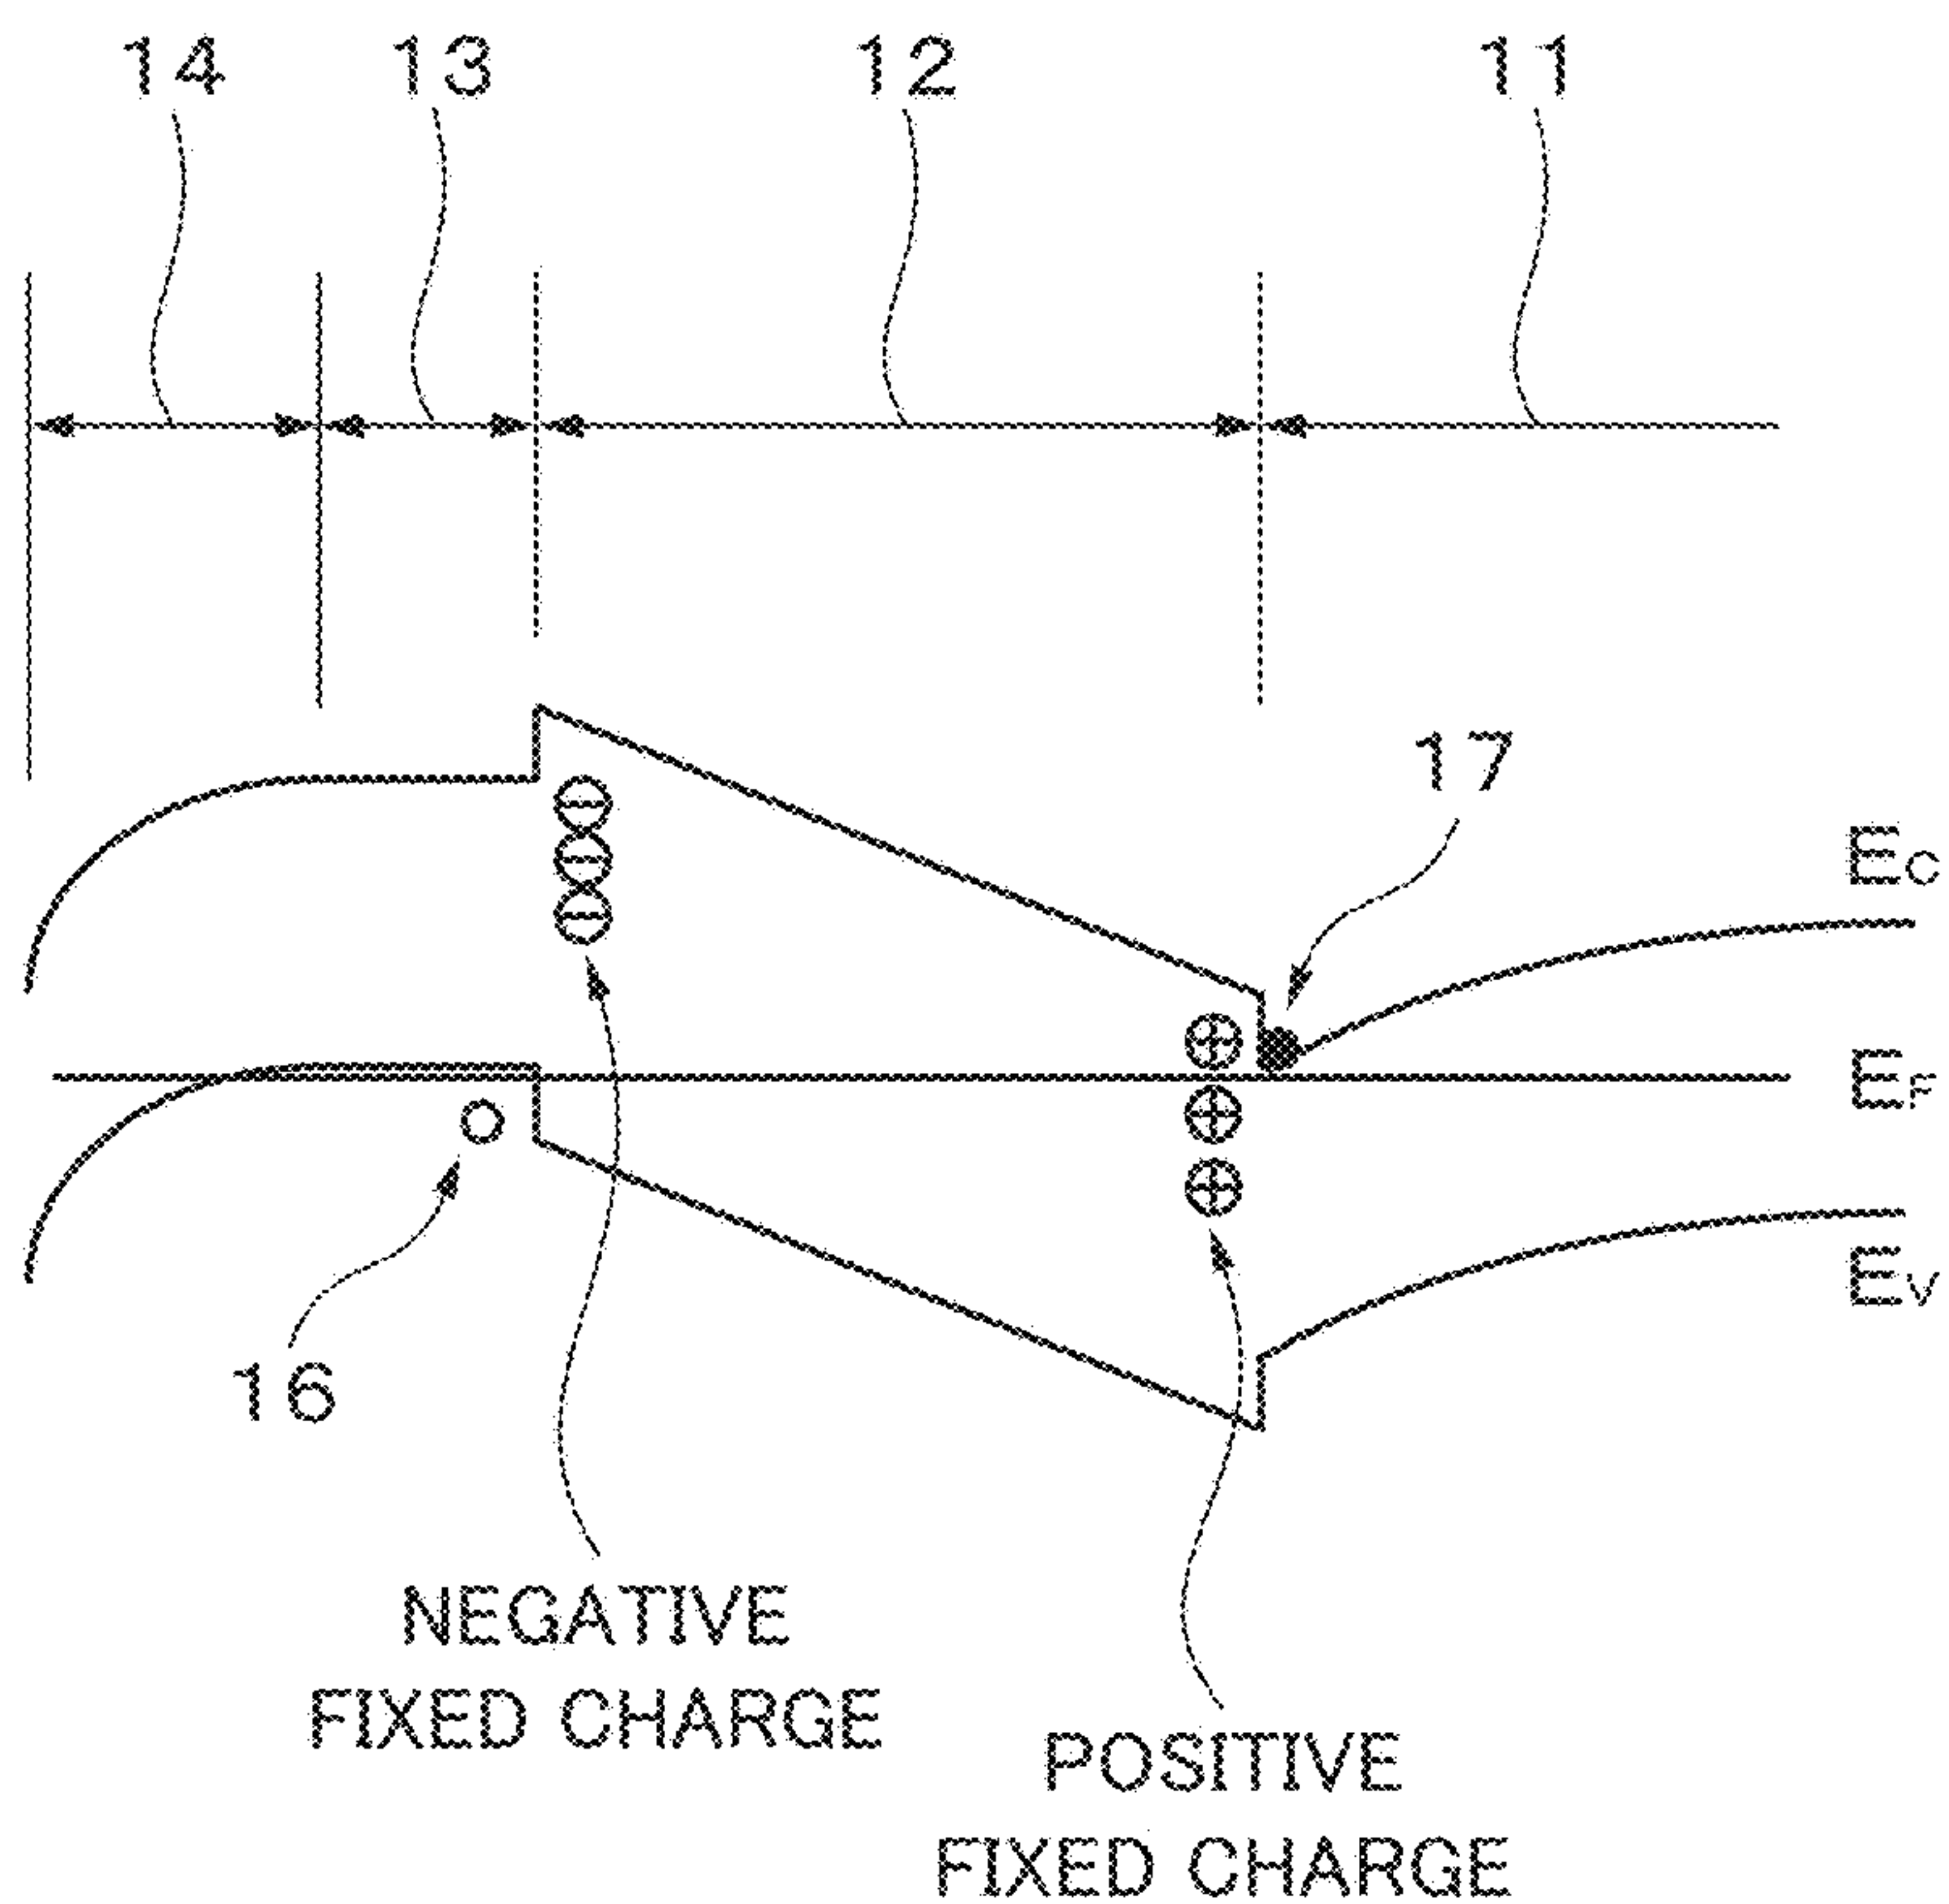 14 13 12 11
17
EC
EF
EV
16
NEGATIVE
FIXED CHARGE
POSITIVE
FIXED CHARGE